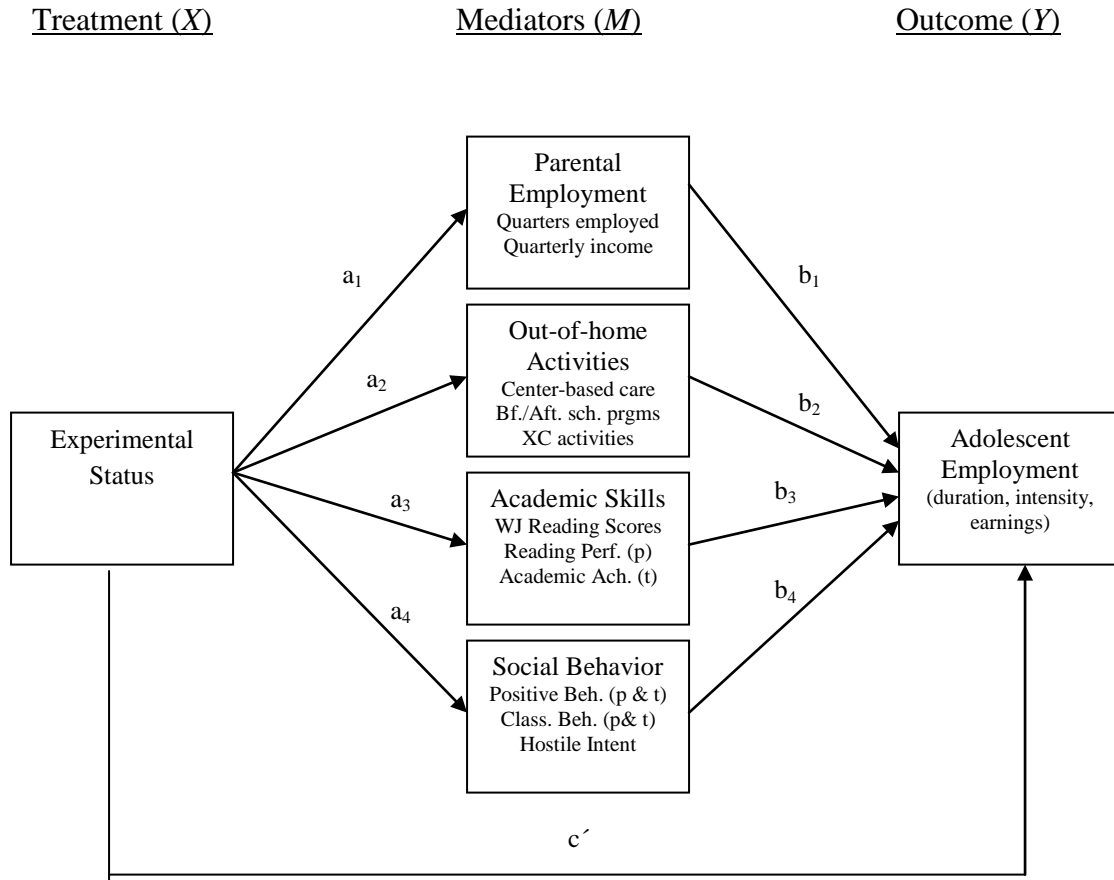 Treatment (X)
Mediators (M)
Outcome (Y)
Parental
Employment
Quarters employed
Quarterly income
a1
b1
Out-of-home
Activities
Center-based care
Bf./Aft. sch. prgms
XC activities
a2
b2
Experimental
Status
Adolescent
Employment
(duration, intensity,
earnings)
Academic Skills
WJ Reading Scores
Reading Perf. (p)
Academic Ach. (t)
a3
b3
Social Behavior
Positive Beh. (p & t)
Class. Beh. (p& t)
Hostile Intent
a4
b4
c´